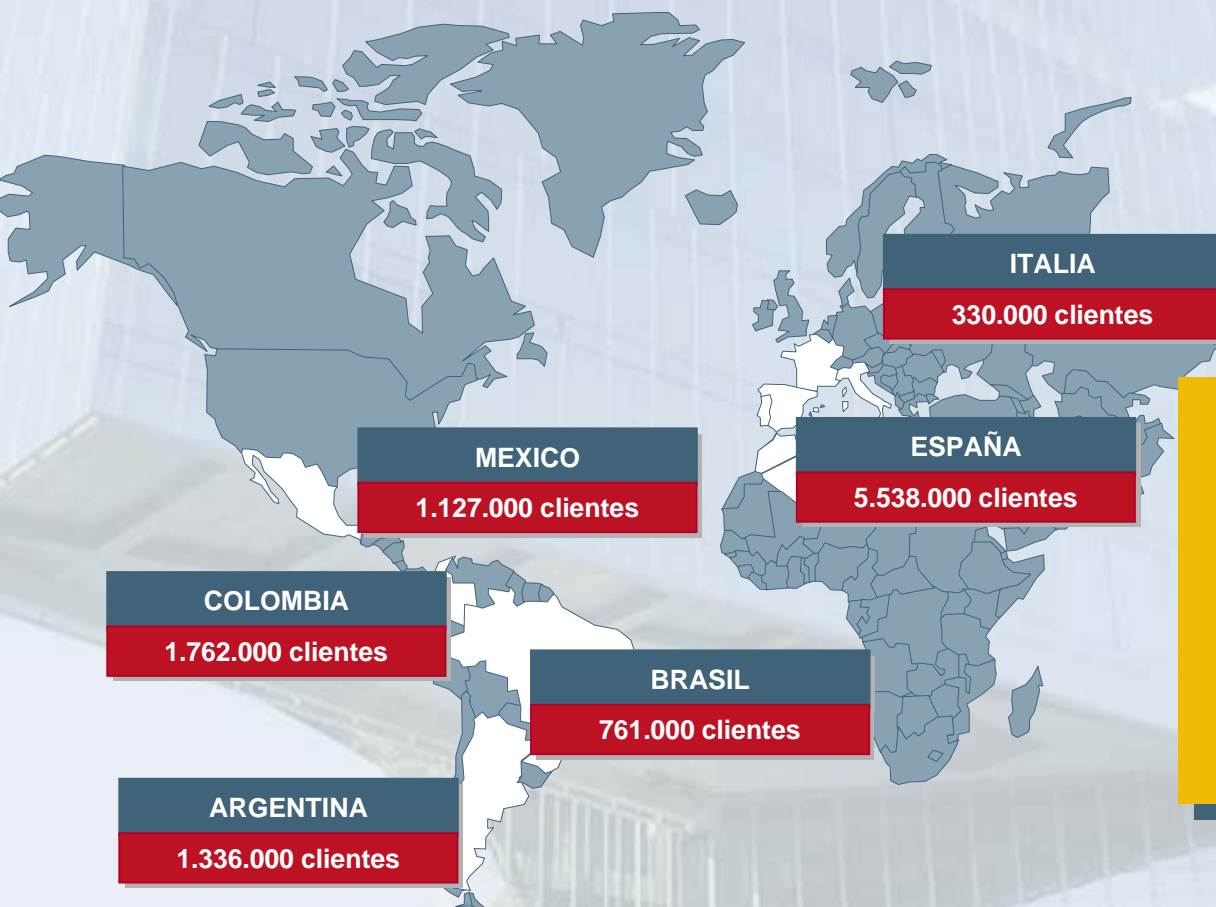 ITALIA
330.000 clientes
MEXICO
1.127.000 clientes
ESPAÑA
5.538.000 clientes
COLOMBIA
1.762.000 clientes
BRASIL
761.000 clientes
ARGENTINA
1.336.000 clientes